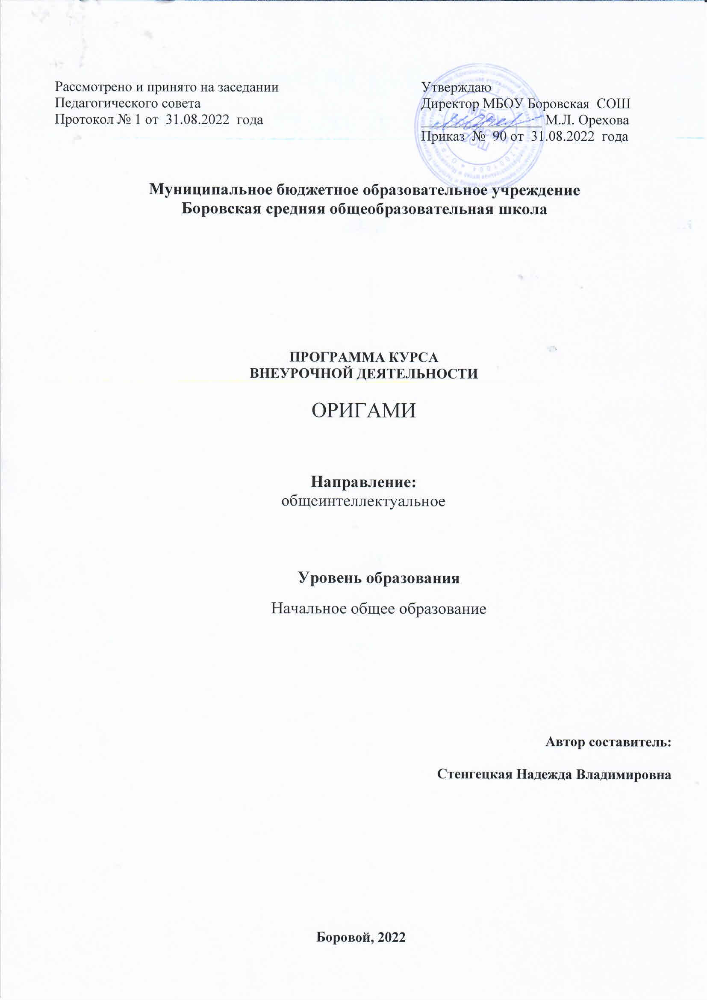 Рассмотрено и принято на заседании
Педагогического совета
Протокол № 1 от 31.08.2022 года
Утверждаю
Директор МБОУ Боровская СОШ
М.Л. Орехова
Приказ № 90 от 31.08.2022 года
МБОУ
СОШ
Муниципальное бюджетное образовательное учреждение
Боровская средняя общеобразовательная школа
ПРОГРАММА КУРСА
ВНЕУРОЧНОЙ ДЕЯТЕЛЬНОСТИ
ОРИГАМИ
Направление:
общеинтеллектуальное
Уровень образования
Начальное общее образование
Автор составитель:
Стенгецкая Надежда Владимировна
Боровой, 2022